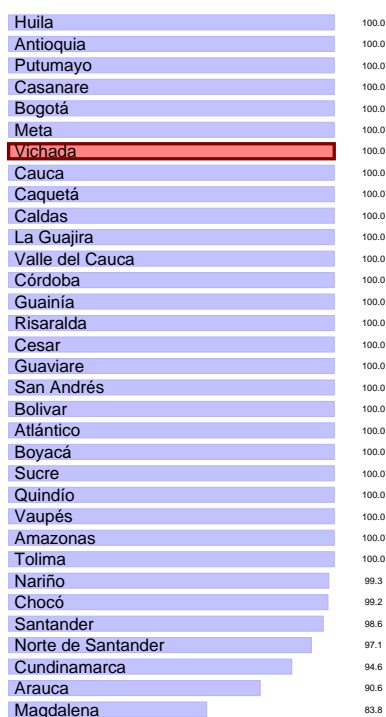 Huila 100.0
Antioquia 100.0
Putumayo 100.0
Casanare 100.0
Bogotá 100.0
Meta 100.0
Vichada 100.0
Cauca 100.0
Caquetá 100.0
Caldas 100.0
La Guajira 100.0
Valle del Cauca 100.0
Córdoba 100.0
Guainía 100.0
Risaralda 100.0
Cesar 100.0
Guaviare 100.0
San Andrés 100.0
Bolivar 100.0
Atlántico 100.0
Boyacá 100.0
Sucre 100.0
Quindío 100.0
Vaupés 100.0
Amazonas 100.0
Tolima 100.0
Nariño 99.3
Chocó 99.2
Santander 98.6
Norte de Santander 97.1
Cundinamarca 94.6
Arauca 90.6
Magdalena 83.8